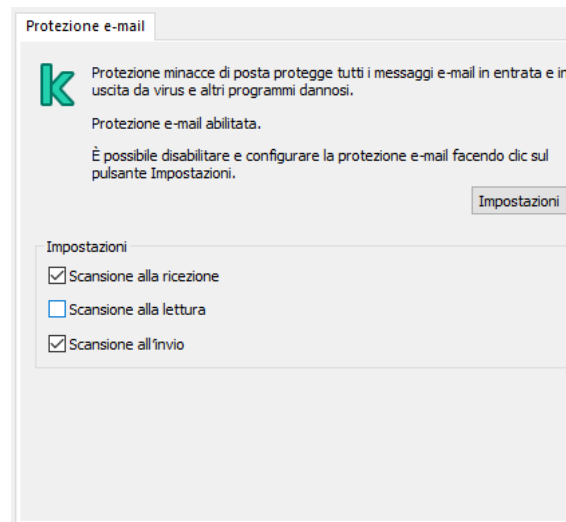 Protezione e-mail
Protezione minacce di posta protegge tutti i messaggi e-mail in entrata e in
uscita da virus e altri programmi dannosi.
Protezione e-mail abilitata.
È possibile disabilitare e configurare la protezione e-mail facendo clic sul
pulsante Impostazioni.
Impostazioni
Impostazioni
Scansione alla ricezione
Scansione alla lettura
Scansione all'invio